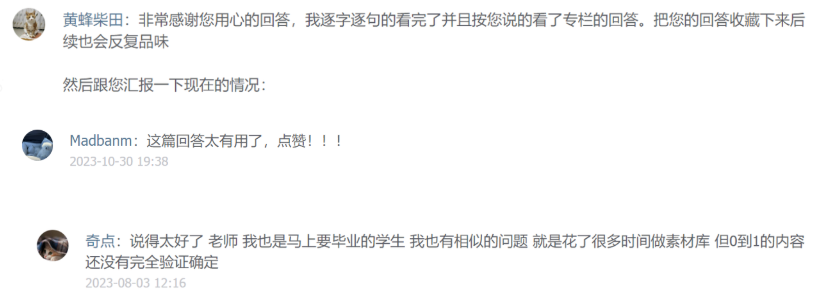 黄蜂柴田：非常感谢您用心的回答，我逐字逐句的看完了并且按您说的看了专栏的回答。把您的回答收藏下来后
续也会反复品味
然后跟您汇报一下现在的情况：
Madbanm：这篇回答太有用了，点赞！！！
2023-10-30 19:38
奇点：说得太好了 老师 我也是马上要毕业的学生 我也有相似的问题 就是花了很多时间做素材库 但0到1的内容
还没有完全验证确定
2023-08-03 12:16